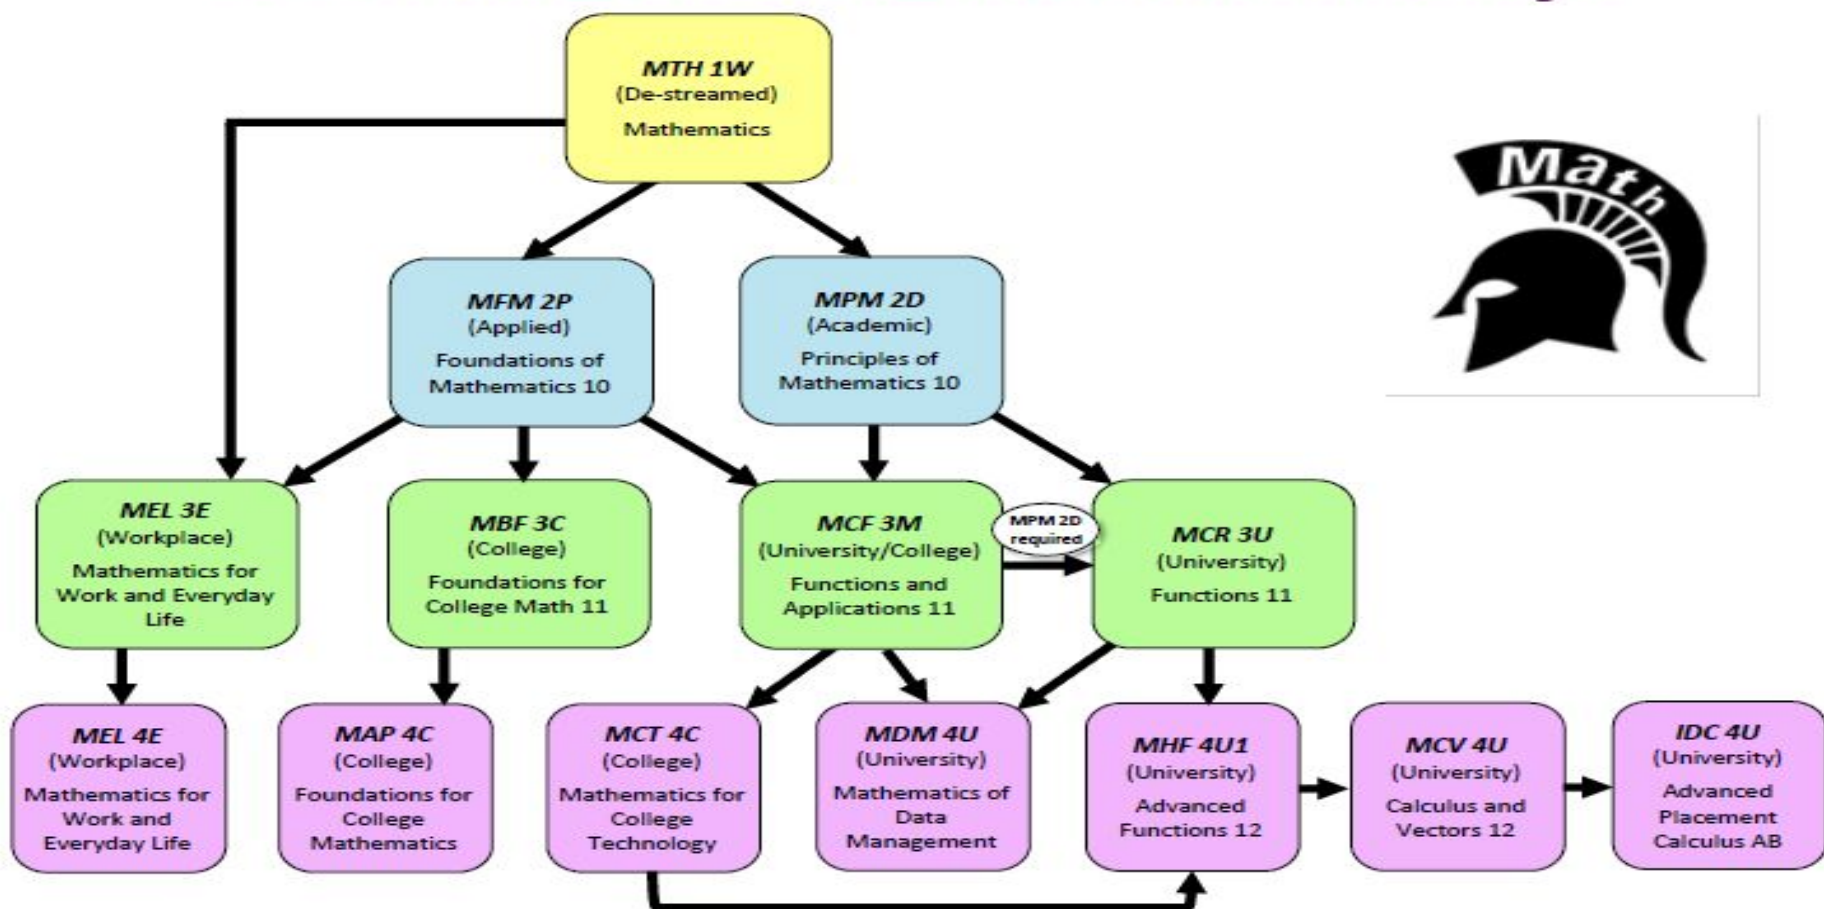 MTH 1W
(De-streamed)
Mathematics
Math
MFM 2P
(Applied)
Foundations of
Mathematics 10
MPM 2D
(Academic)
Principles of
Mathematics 10
MEL 3E
(Workplace)
Mathematics for
Work and Everyday
Life
MBF 3C
(College)
Foundations for
College Math 11
MCF 3M
(University/College)
Functions and
Applications 11
MPM 2D
required
MCR 3U
(University)
Functions 11
MEL 4E
(Workplace)
Mathematics for
Work and
Everyday Life
MAP 4C
(College)
Foundations for
College
Mathematics
MCT 4C
(College)
Mathematics for
College
Technology
MDM 4U
(University)
Mathematics of
Data
Management
MHF 4U1
(University)
Advanced
Functions 12
MCV 4U
(University)
Calculus and
Vectors 12
IDC 4U
(University)
Advanced
Placement
Calculus AB